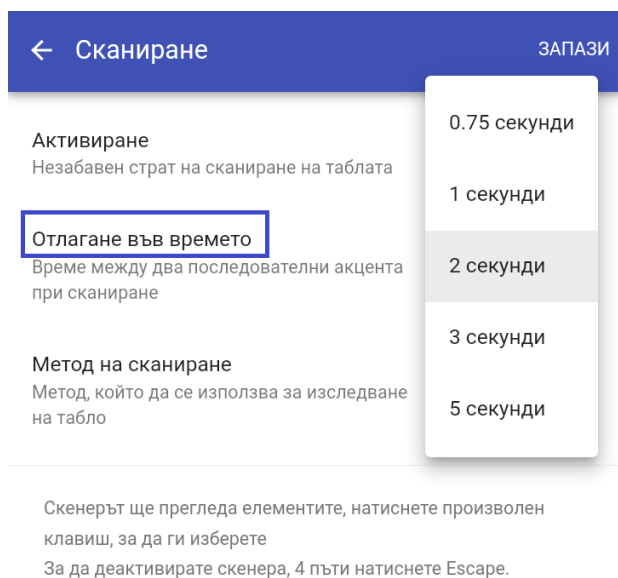 ← Сканиране ЗАПАЗИ
Активиране
Незабавен страт на сканиране на таблата
Отлагане във времето
Време между два последователни акцента
при сканиране
Метод на сканиране
Метод, който да се използва за изследване
на табло
0.75 секунди
1 секунди
2 секунди
3 секунди
5 секунди
Скенерът ще прегледа елементите, натиснете произволен
клавиш, за да ги изберете
За да деактивирате скенера, 4 пъти натиснете Escape.